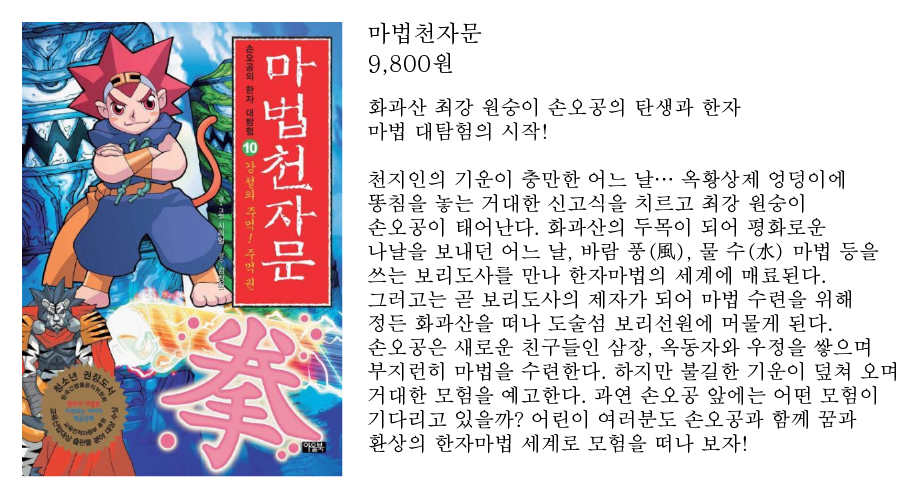 손오공의 한자 대탐험
마법천자문
10
강철의 주먹! 주먹 권
拳
청소년 권장도서
아울북
마법천자문
9,800원
화과산 최강 원숭이 손오공의 탄생과 한자
마법 대탐험의 시작!
천지인의 기운이 충만한 어느 날… 옥황상제 엉덩이에
똥침을 놓는 거대한 신고식을 치르고 최강 원숭이
손오공이 태어난다. 화과산의 두목이 되어 평화로운
나날을 보내던 어느 날, 바람 풍(風), 물 수(水) 마법 등을
쓰는 보리도사를 만나 한자마법의 세계에 매료된다.
그러고는 곧 보리도사의 제자가 되어 마법 수련을 위해
정든 화과산을 떠나 도술섬 보리선원에 머물게 된다.
손오공은 새로운 친구들인 삼장, 옥동자와 우정을 쌓으며
부지런히 마법을 수련한다. 하지만 불길한 기운이 덮쳐 오며
거대한 모험을 예고한다. 과연 손오공 앞에는 어떤 모험이
기다리고 있을까? 어린이 여러분도 손오공과 함께 꿈과
환상의 한자마법 세계로 모험을 떠나 보자!